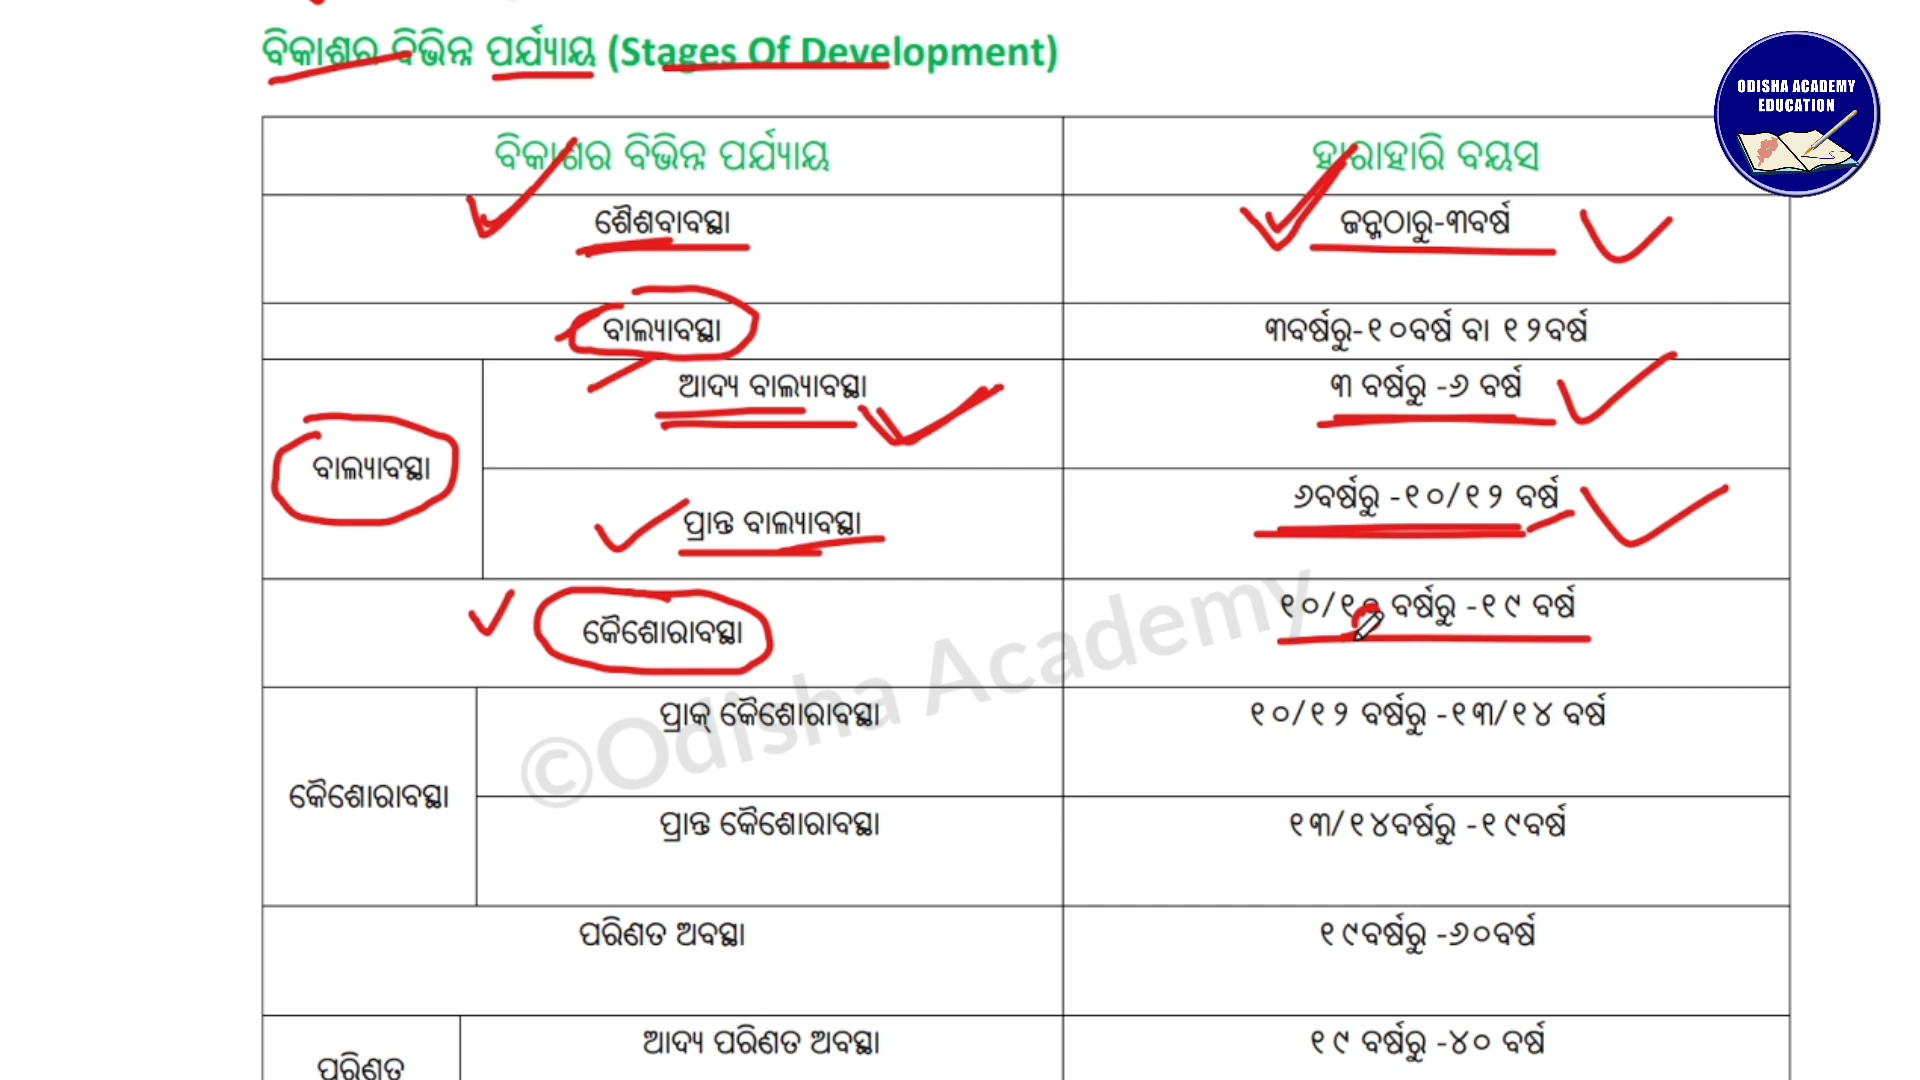 ବିକାଶର ବିଭିନ୍ନ ପର୍ଯ୍ୟାୟ (Stages Of Development)
ODISHA ACADEMY
EDUCATION
ବିକାଶର ବିଭିନ୍ନ ପର୍ଯ୍ୟାୟ ହାରାହାରି ବୟସ
ଶୈଶବାବସ୍ଥା ଜନ୍ମଠାରୁ-୩ବର୍ଷ
ବାଲ୍ୟାବସ୍ଥା ୩ବର୍ଷରୁ-୧୦ବର୍ଷ ବା ୧୨ବର୍ଷ
ଆଦ୍ୟ ବାଲ୍ୟାବସ୍ଥା ୩ ବର୍ଷରୁ -୬ ବର୍ଷ
ବାଲ୍ୟାବସ୍ଥା
ପ୍ରାନ୍ତ ବାଲ୍ୟାବସ୍ଥା ୬ବର୍ଷରୁ -୧୦/୧୨ ବର୍ଷ
କୈଶୋରାବସ୍ଥା ବର୍ଷରୁ -୧୯ ବର୍ଷ
ପ୍ରାକ୍ କୈଶୋରାବସ୍ଥା ୧୦/୧୨ ବର୍ଷରୁ -୧୩/୧୪ ବର୍ଷ
କୈଶୋରାବସ୍ଥା
ପ୍ରାନ୍ତ କୈଶୋରାବସ୍ଥା ୧୩/୧୪ବର୍ଷରୁ -୧୯ବର୍ଷ
ପରିଣତ ଅବସ୍ଥା ୧୯ବର୍ଷରୁ -୬୦ବର୍ଷ
ଆଦ୍ୟ ପରିଣତ ଅବସ୍ଥା ୧୯ ବର୍ଷରୁ -୪୦ ବର୍ଷ
ପରିଣତ
©Odisha Academy